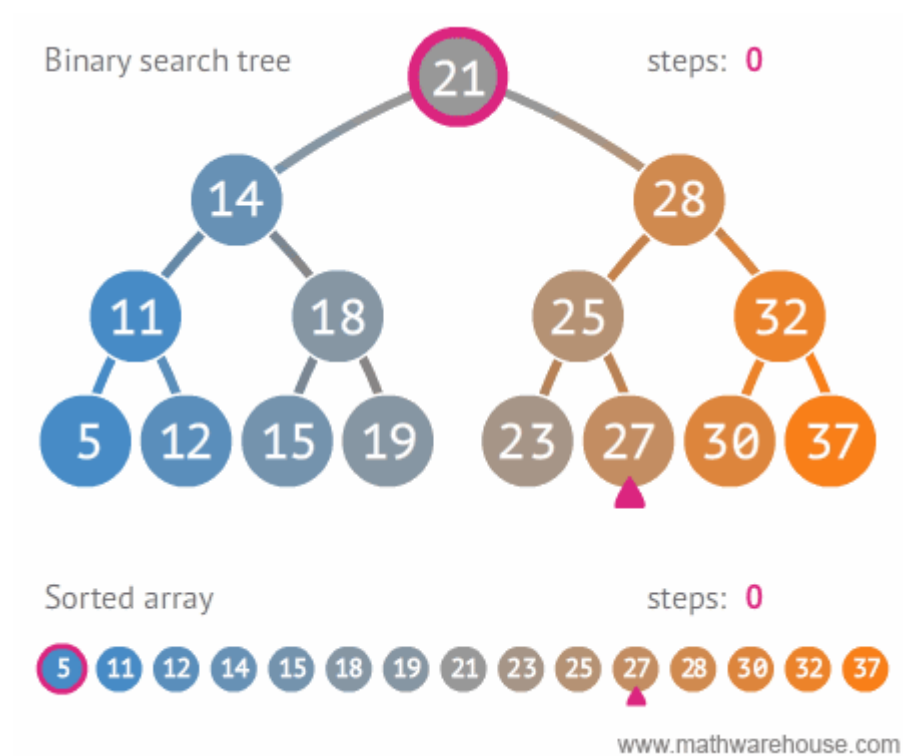 Binary search tree steps: 0
21
14 28
11 18 25 32
5 12 15 19 23 27 30 37
Sorted array steps: 0
5 11 12 14 15 18 19 21 23 25 27 28 30 32 37
www.mathwarehouse.com